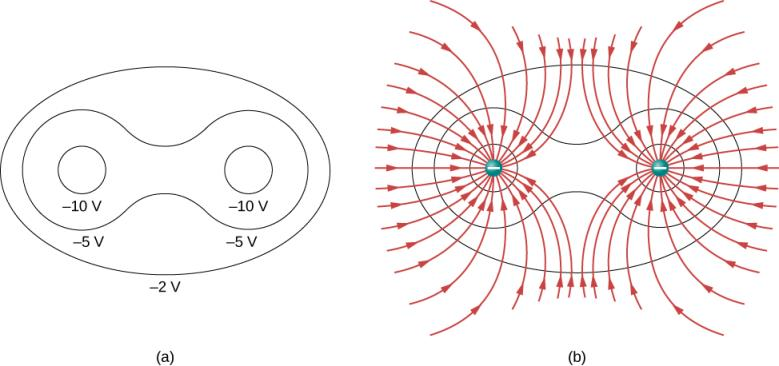 –10 V –10 V
–5 V –5 V
–2 V
(a) (b)